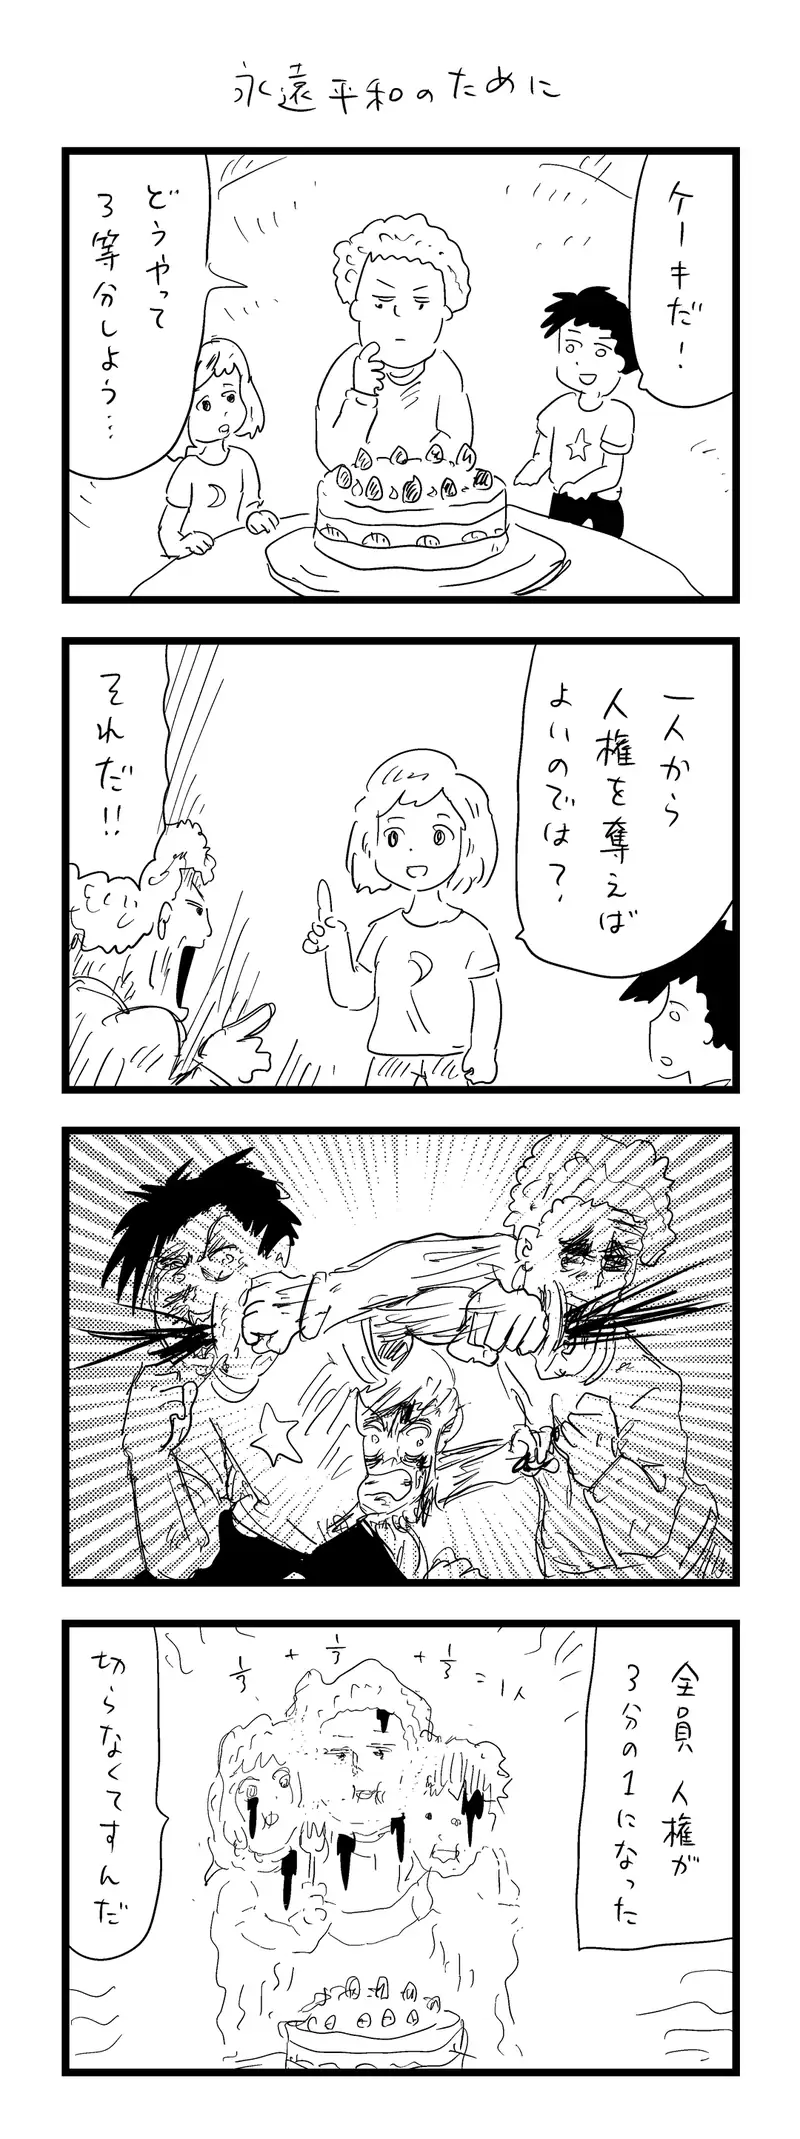 永遠平和のために
ケーキだ!
どうやって
3等分しよう…
一人から
人権を奪えば
よいのでは?
それだ!!
全員 人権が
3分の1になった
1/3 + 1/3 + 1/3 = 1人
切らなくてすんだ